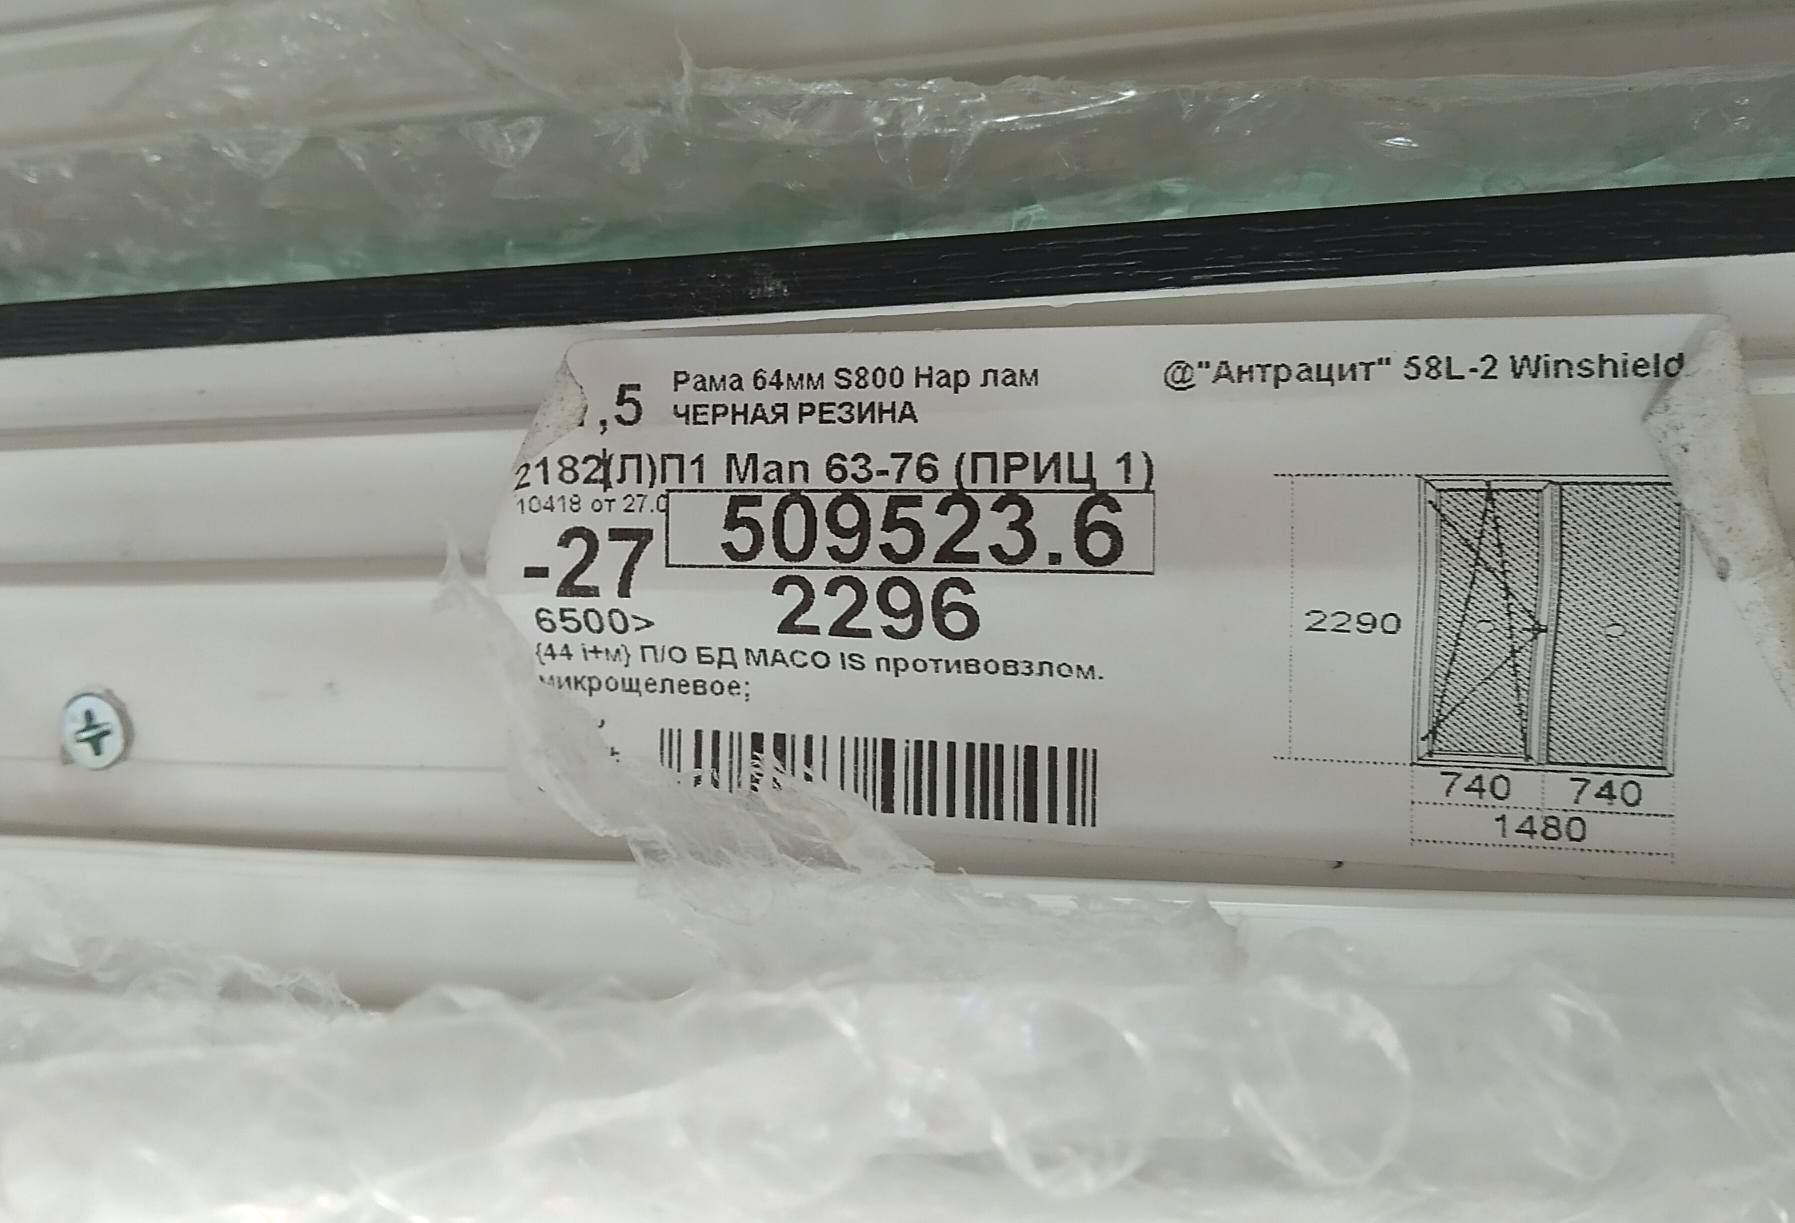 ,5 Рама 64мм S800 Нар лам @"Антрацит" 58L-2 Winshield
ЧЕРНАЯ РЕЗИНА
2182(Л)П1 Man 63-76 (ПРИЦ 1)
10418 от 27.0
509523.6
-27
2296
6500>
{44 i+м} П/О БД MACO IS противовзлом.
микрощелевое;
2290
740 740
1480